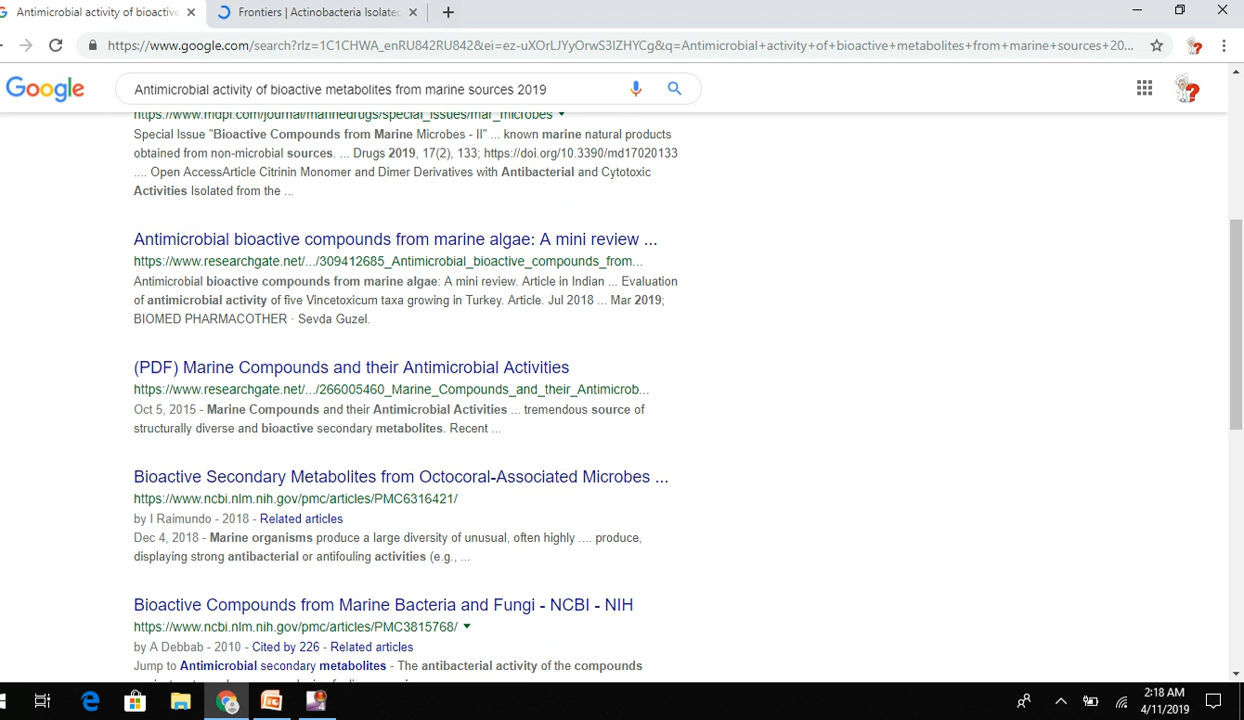 Antimicrobial activity of bioactive
Frontiers | Actinobacteria Isolated
https://www.google.com/search?rlz=1C1CHWA_enRU842RU842&ei=ez-uXOrLJYyOrwS3IZHYCg&q=Antimicrobial+activity+of+bioactive+metabolites+from+marine+sources+20...
Google
Antimicrobial activity of bioactive metabolites from marine sources 2019
https://www.mdpi.com/journal/marinedrugs/special_issues/mar_microbes
Special Issue "Bioactive Compounds from Marine Microbes - II" ... known marine natural products
obtained from non-microbial sources. ... Drugs 2019, 17(2), 133; https://doi.org/10.3390/md17020133
.... Open AccessArticle Citrinin Monomer and Dimer Derivatives with Antibacterial and Cytotoxic
Activities Isolated from the ...
Antimicrobial bioactive compounds from marine algae: A mini review ...
https://www.researchgate.net/.../309412685_Antimicrobial_bioactive_compounds_from...
Antimicrobial bioactive compounds from marine algae: A mini review. Article in Indian ... Evaluation
of antimicrobial activity of five Vincetoxicum taxa growing in Turkey. Article. Jul 2018 ... Mar 2019;
BIOMED PHARMACOTHER · Sevda Guzel.
(PDF) Marine Compounds and their Antimicrobial Activities
https://www.researchgate.net/.../266005460_Marine_Compounds_and_their_Antimicrob...
Oct 5, 2015 - Marine Compounds and their Antimicrobial Activities ... tremendous source of
structurally diverse and bioactive secondary metabolites. Recent ...
Bioactive Secondary Metabolites from Octocoral-Associated Microbes ...
https://www.ncbi.nlm.nih.gov/pmc/articles/PMC6316421/
by I Raimundo - 2018 - Related articles
Dec 4, 2018 - Marine organisms produce a large diversity of unusual, often highly .... produce,
displaying strong antibacterial or antifouling activities (e.g., ...
Bioactive Compounds from Marine Bacteria and Fungi - NCBI - NIH
https://www.ncbi.nlm.nih.gov/pmc/articles/PMC3815768/
by A Debbab - 2010 - Cited by 226 - Related articles
Jump to Antimicrobial secondary metabolites - The antibacterial activity of the compounds
2:18 AM
4/11/2019